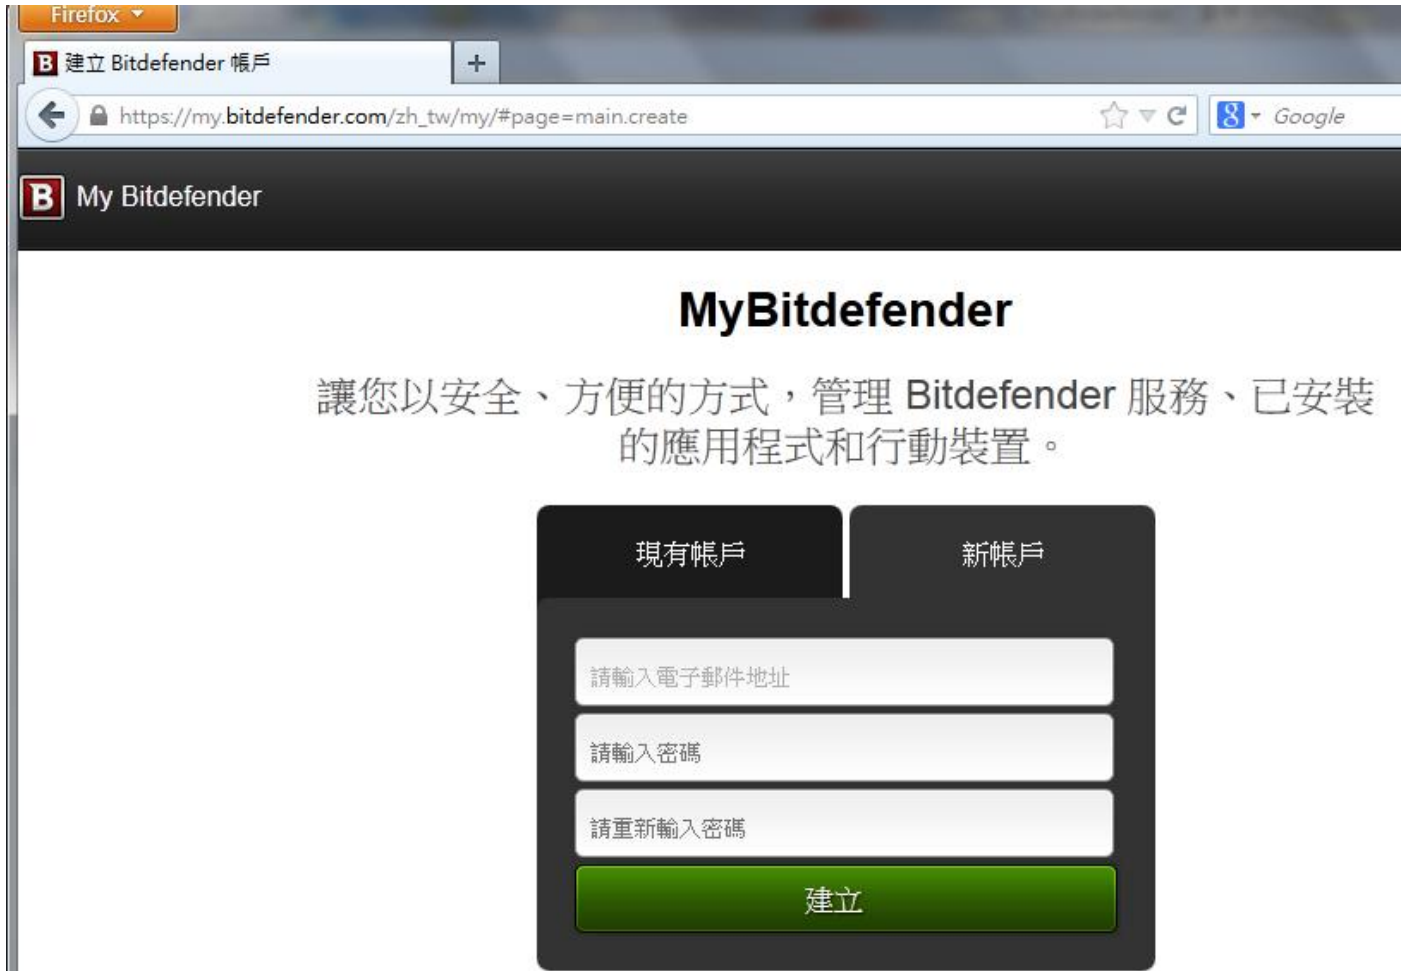 Firefox
建立 Bitdefender 帳戶
https://my.bitdefender.com/zh_tw/my/#page=main.create
Google
My Bitdefender
MyBitdefender
讓您以安全、方便的方式，管理 Bitdefender 服務、已安裝
的應用程式和行動裝置。
現有帳戶
新帳戶
請輸入電子郵件地址
請輸入密碼
請重新輸入密碼
建立